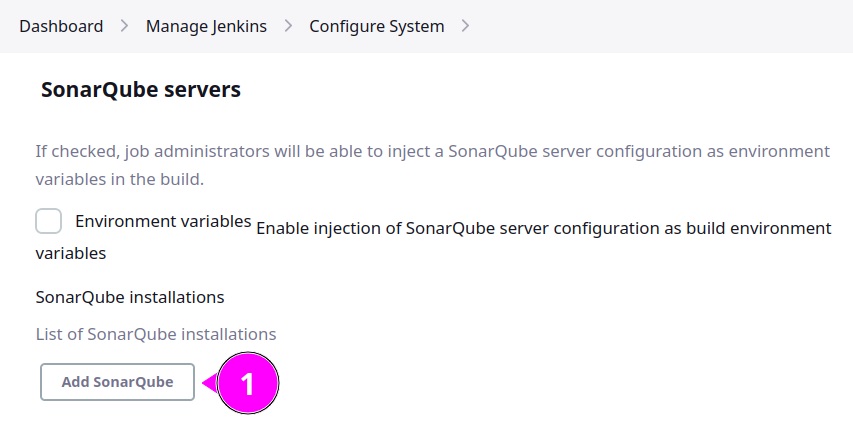 Dashboard > Manage Jenkins > Configure System >
SonarQube servers
If checked, job administrators will be able to inject a SonarQube server configuration as environment
variables in the build.
Environment variables Enable injection of SonarQube server configuration as build environment
variables
SonarQube installations
List of SonarQube installations
Add SonarQube 1